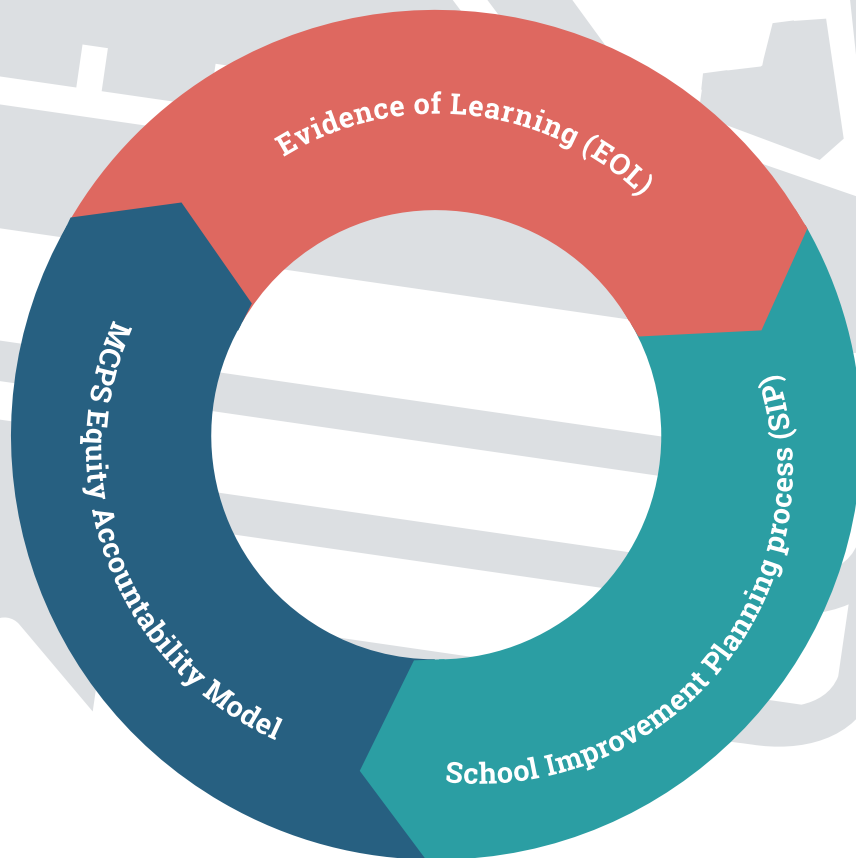 Evidence of Learning (EOL)
School Improvement Planning process (SIP)
MCPS Equity Accountability Model